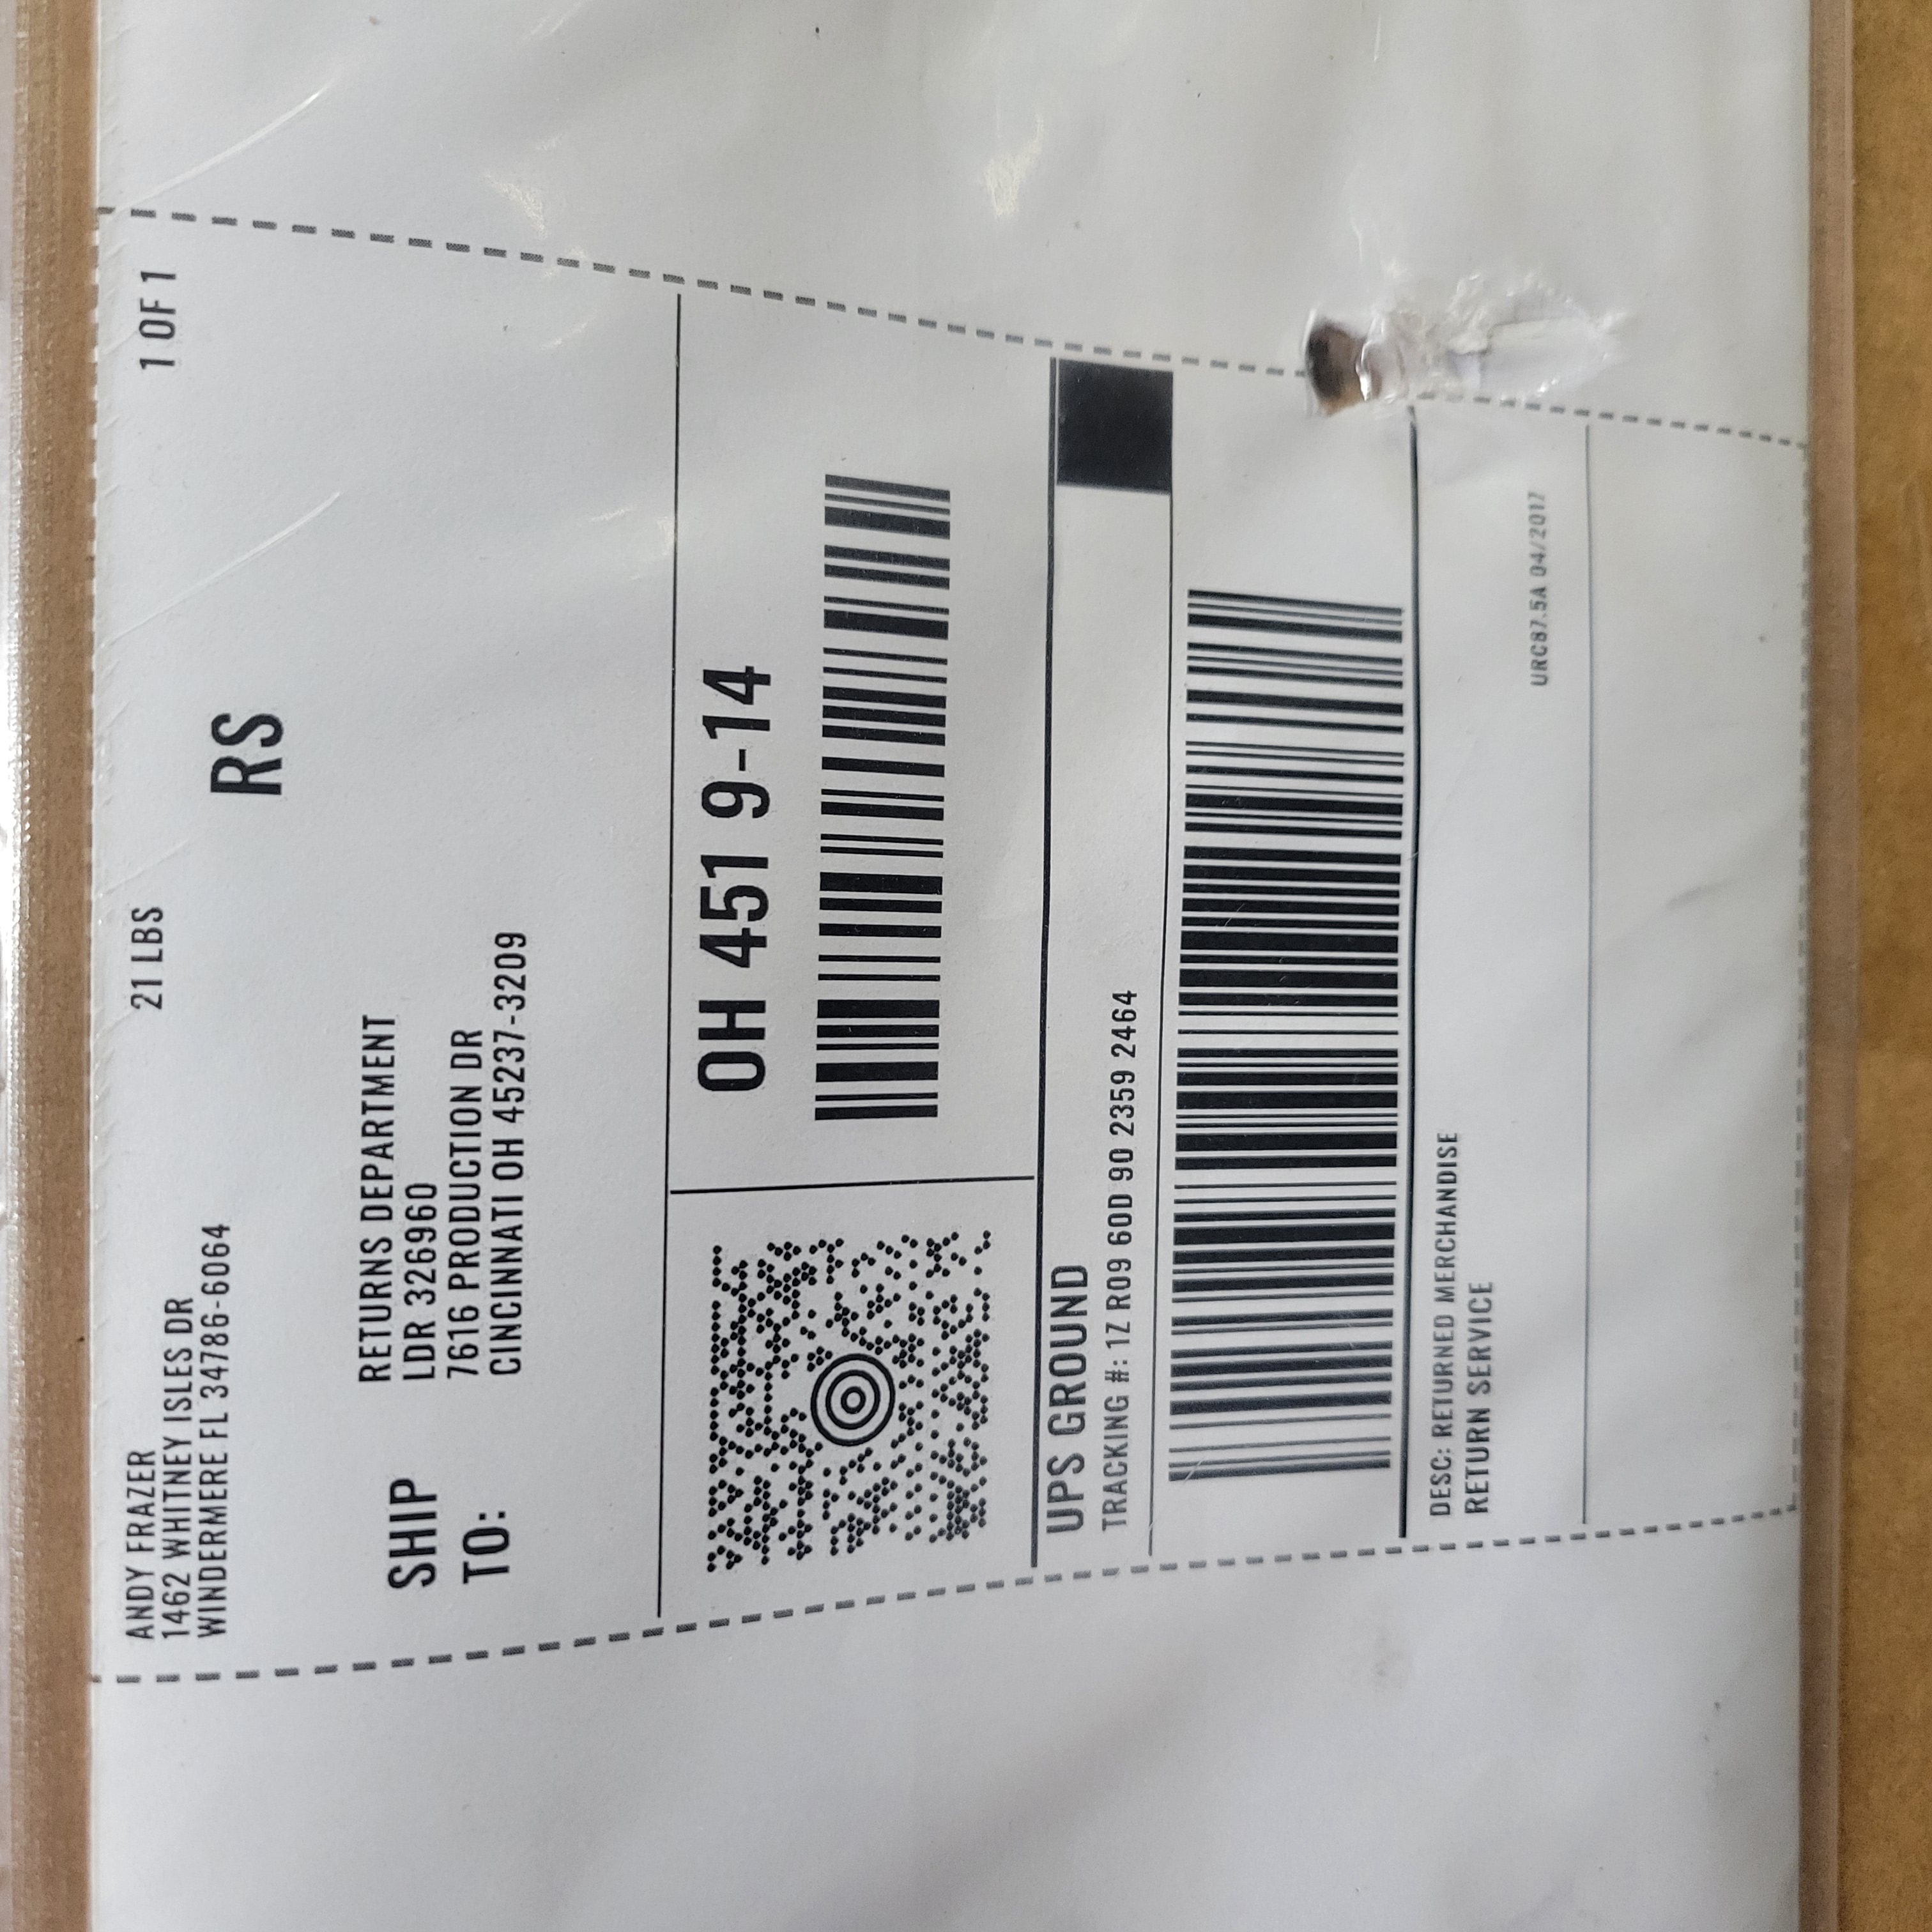 ANDY FRAZER
1462 WHITNEY ISLES DR
WINDERMERE FL 34786-6064
21 LBS
1 OF 1
RS
SHIP
TO:
RETURNS DEPARTMENT
LDR 326960
7616 PRODUCTION DR
CINCINNATI OH 45237-3209
OH 451 9-14
UPS GROUND
TRACKING #: 1Z R09 60D 90 2359 2464
DESC: RETURNED MERCHANDISE
RETURN SERVICE
URC87.5A 04/2017